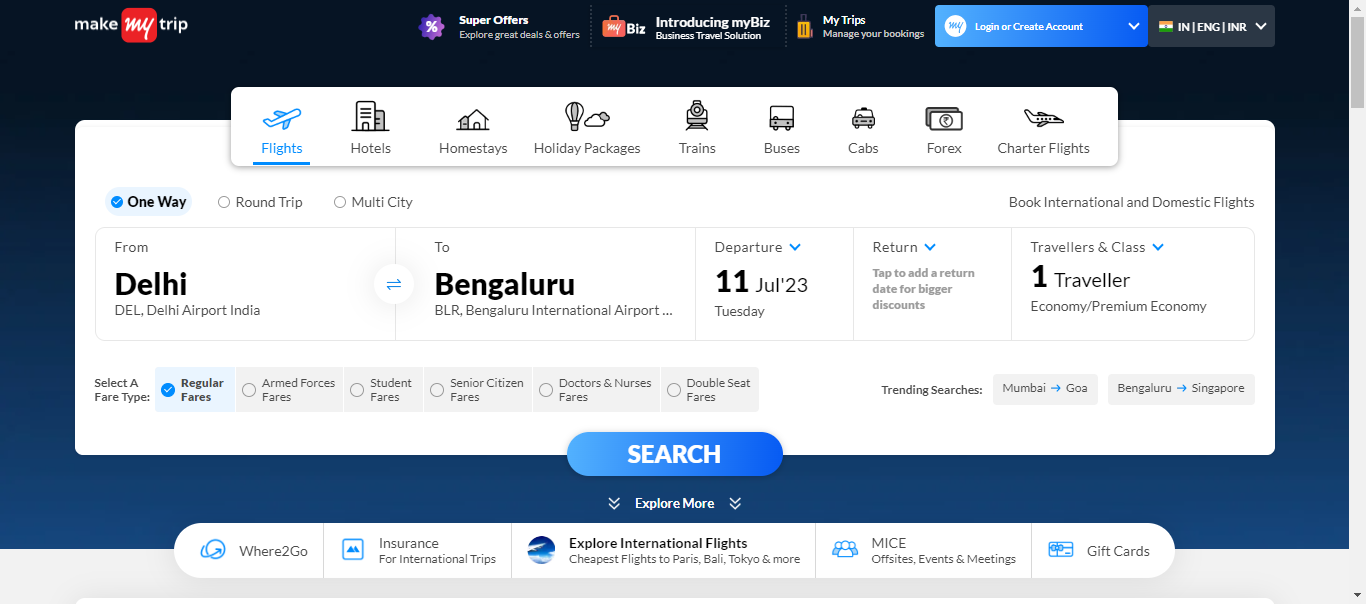 make my trip
Super Offers
Explore great deals & offers
my Biz
Introducing myBiz
Business Travel Solution
My Trips
Manage your bookings
my
Login or Create Account
IN | ENG | INR
Flights
Hotels
Homestays
Holiday Packages
Trains
Buses
Cabs
Forex
Charter Flights
One Way
Round Trip
Multi City
Book International and Domestic Flights
From
Delhi
DEL, Delhi Airport India
To
Bengaluru
BLR, Bengaluru International Airport ...
Departure
11 Jul'23
Tuesday
Return
Tap to add a return
date for bigger
discounts
Travellers & Class
1 Traveller
Economy/Premium Economy
Select A
Fare Type:
Regular
Fares
Armed Forces
Fares
Student
Fares
Senior Citizen
Fares
Doctors & Nurses
Fares
Double Seat
Fares
Trending Searches:
Mumbai → Goa
Bengaluru → Singapore
SEARCH
Explore More
Where2Go
Insurance
For International Trips
Explore International Flights
Cheapest Flights to Paris, Bali, Tokyo & more
MICE
Offsites, Events & Meetings
Gift Cards